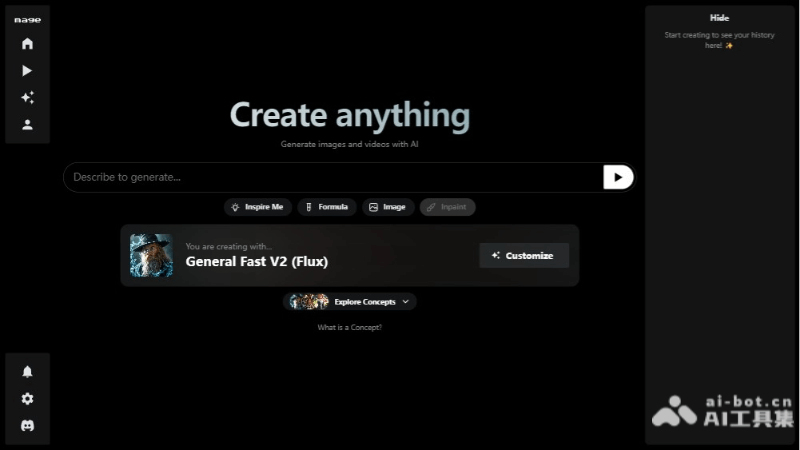 mage
Create anything
Generate images and videos with AI
Describe to generate...
Inspire Me
Formula
Image
Inpaint
You are creating with...
General Fast V2 (Flux)
Customize
Explore Concepts
What is a Concept?
Hide
Start creating to see your history
here! ✨
ai-bot.cn
AI工具集